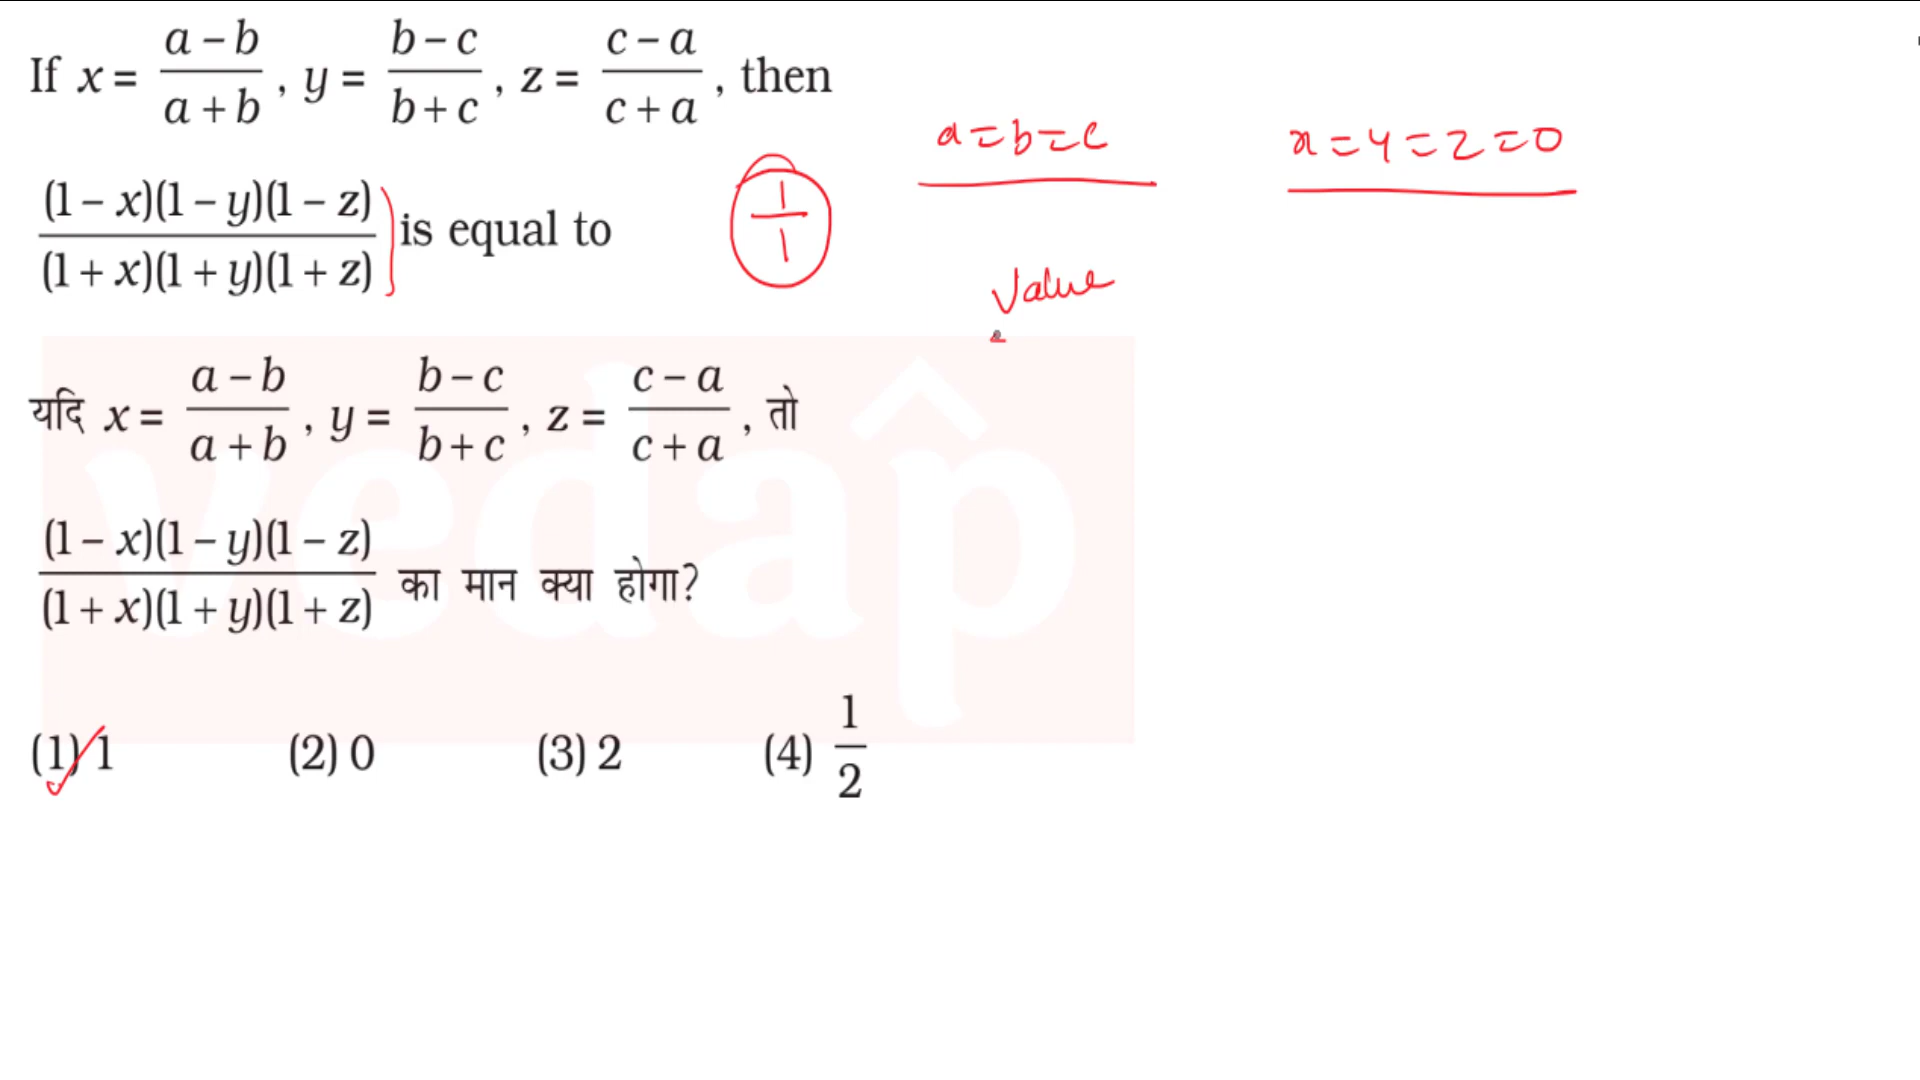 If x = a – b / a + b , y = b – c / b + c , z = c – a / c + a , then
a = b = c
x = y = z = 0
(1 – x)(1 – y)(1 – z) / (1 + x)(1 + y)(1 + z) is equal to
1/1
Value
यदि x = a – b / a + b , y = b – c / b + c , z = c – a / c + a , तो
(1 – x)(1 – y)(1 – z) / (1 + x)(1 + y)(1 + z) का मान क्या होगा?
(1) 1 (2) 0 (3) 2 (4) 1/2
vedap